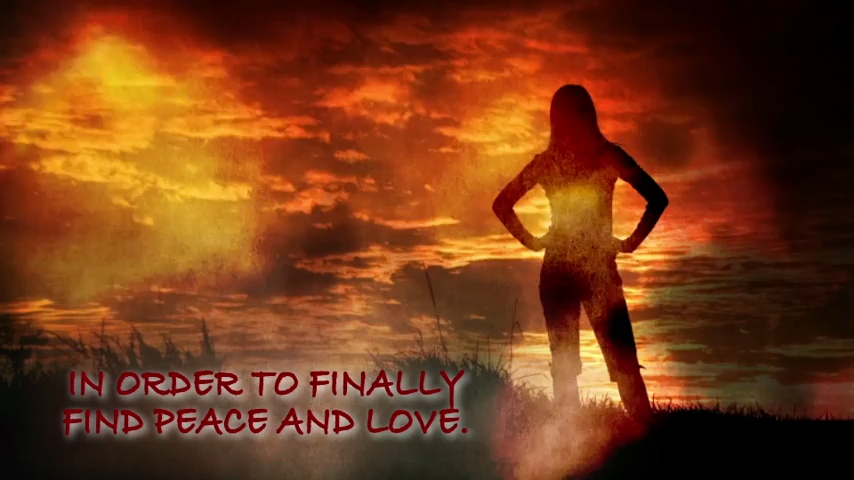 IN ORDER TO FINALLY
FIND PEACE AND LOVE.